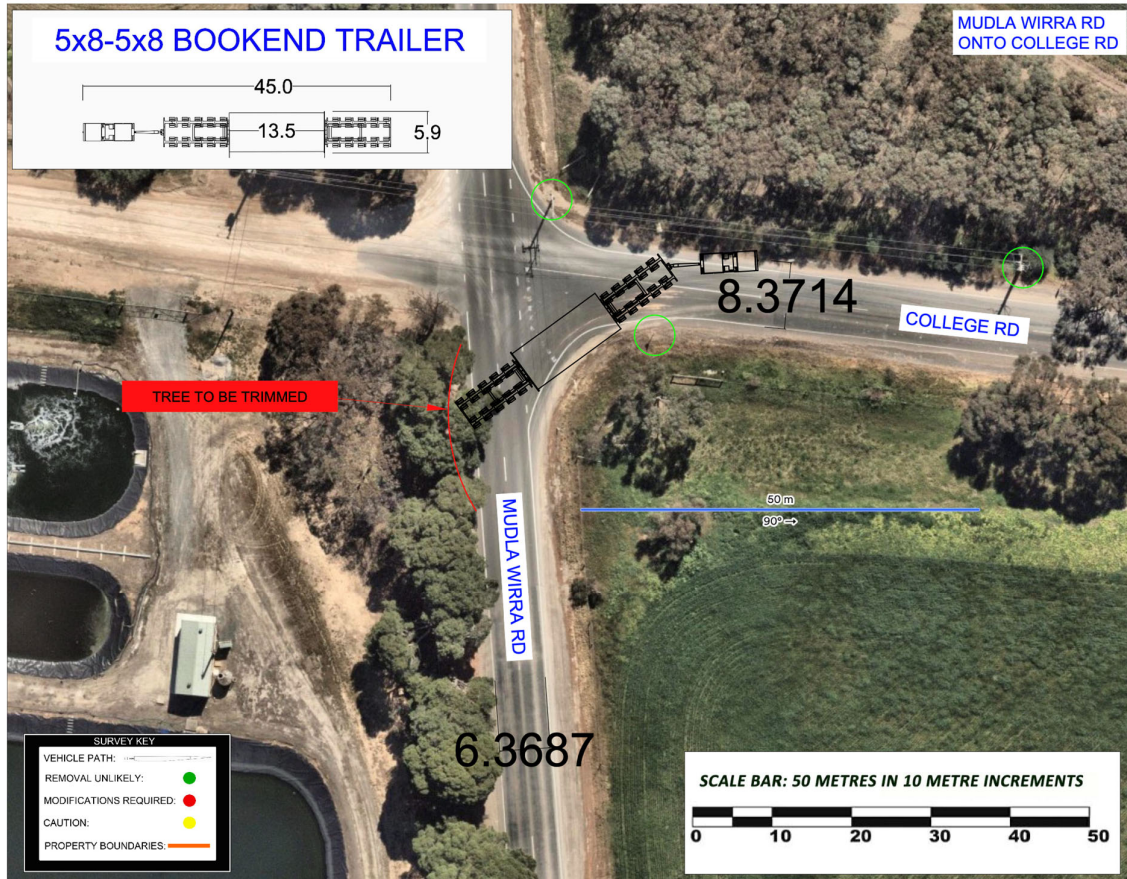 5x8-5x8 BOOKEND TRAILER
45.0
13.5
5.9
MUDLA WIRRA RD
ONTO COLLEGE RD
8.3714
COLLEGE RD
TREE TO BE TRIMMED
50 m
90° →
MUDLA WIRRA RD
6.3687
SURVEY KEY
VEHICLE PATH:
REMOVAL UNLIKELY:
MODIFICATIONS REQUIRED:
CAUTION:
PROPERTY BOUNDARIES:
SCALE BAR: 50 METRES IN 10 METRE INCREMENTS
0 10 20 30 40 50